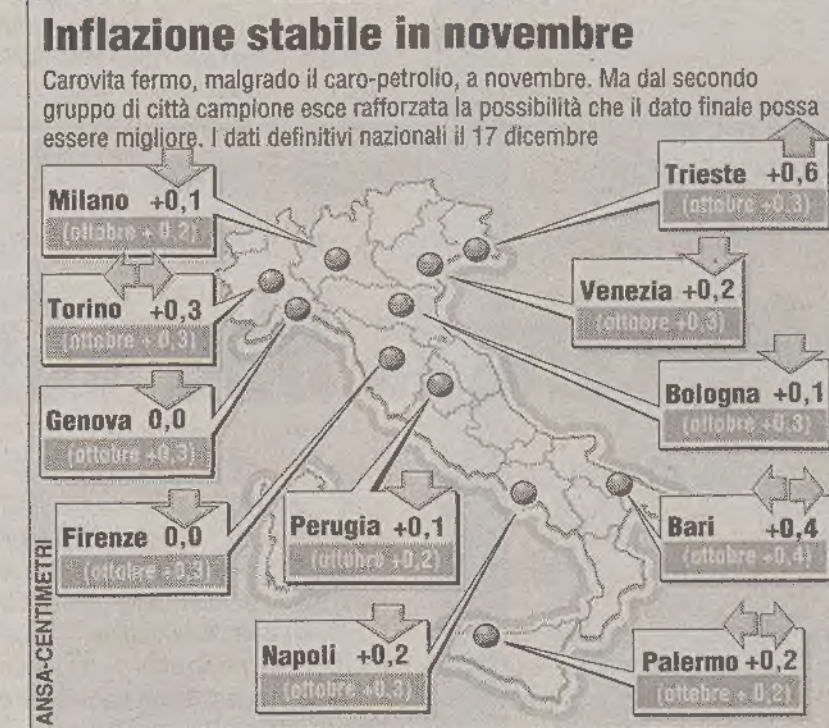 Inflazione stabile in novembre
Carovita fermo, malgrado il caro-petrolio, a novembre. Ma dal secondo
gruppo di città campione esce rafforzata la possibilità che il dato finale possa
essere migliore. I dati definitivi nazionali il 17 dicembre
Milano +0,1
(ottobre + 0,2)
Trieste +0,6
(ottobre +0,3)
Torino +0,3
(ottobre + 0,3)
Venezia +0,2
(ottobre +0,3)
Genova 0,0
(ottobre +0,3)
Bologna +0,1
(ottobre +0,3)
Firenze 0,0
(ottobre +0,3)
Perugia +0,1
(ottobre +0,2)
Bari +0,4
(ottobre +0,4)
Napoli +0,2
(ottobre +0,3)
Palermo +0,2
(ottobre + 0,2)
ANSA-CENTIMETRI